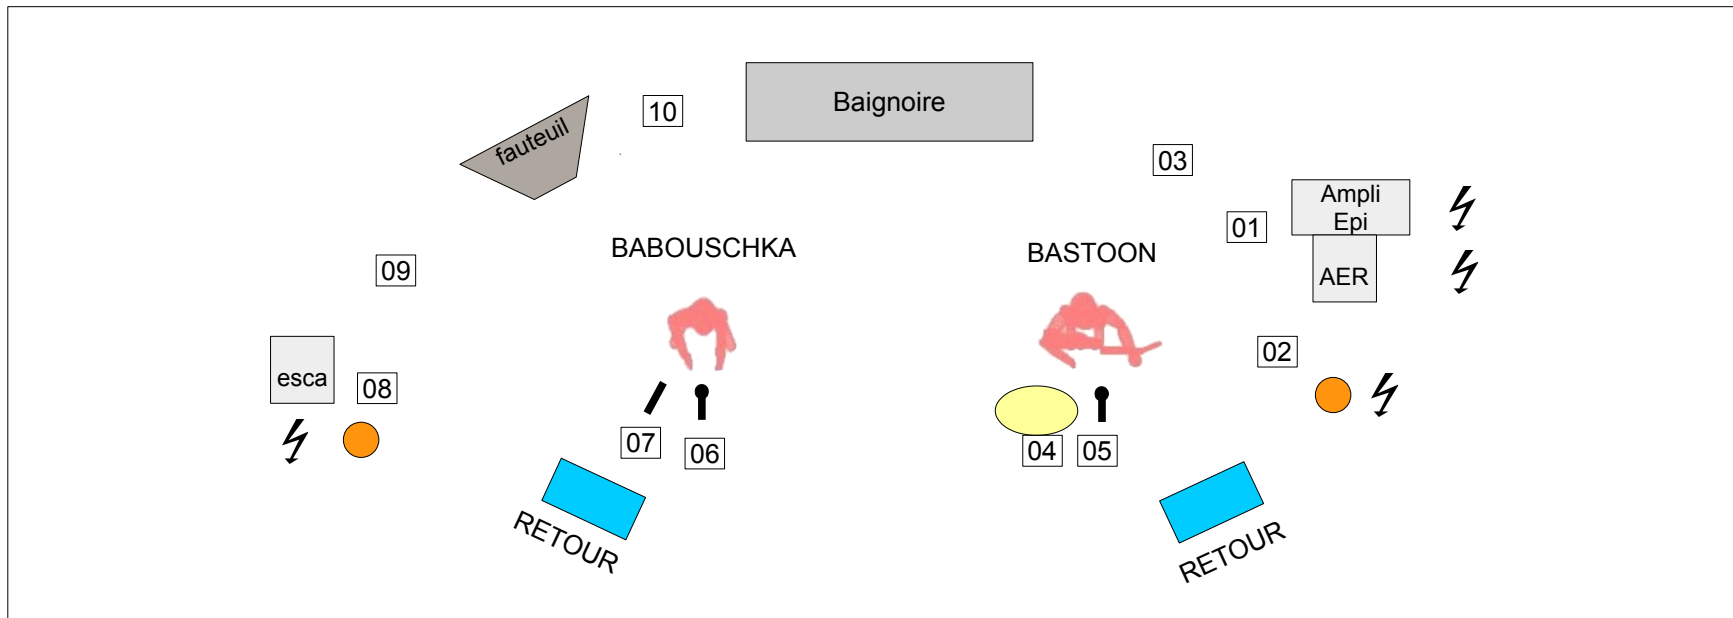 Baignoire
10
fauteuil
03
Ampli
Epi
01
BABOUSCHKA
BASTOON
09
AER
02
esca
08
07
06
04
05
RETOUR
RETOUR